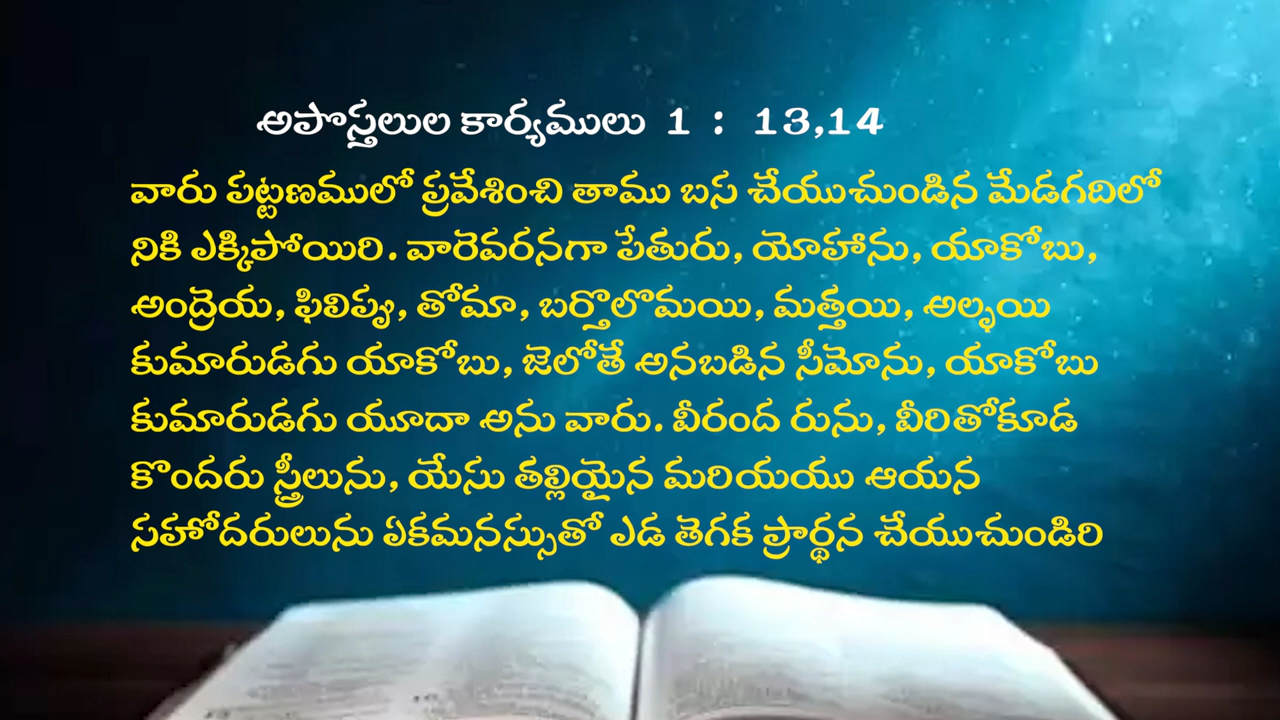 అపొస్తలుల కార్యములు 1 : 13,14
వారు పట్టణములో ప్రవేశించి తాము బస చేయుచుండిన మేడగదిలో
నికి ఎక్కిపోయిరి. వారెవరనగా పేతురు, యోహాను, యాకోబు,
అంద్రెయ, ఫిలిప్పు, తోమా, బర్తొలొమయి, మత్తయి, అల్ఫయి
కుమారుడగు యాకోబు, జెలోతే అనబడిన సీమోను, యాకోబు
కుమారుడగు యూదా అను వారు. వీరంద రును, వీరితోకూడ
కొందరు స్త్రీలును, యేసు తల్లియైన మరియయు ఆయన
సహోదరులును ఏకమనస్సుతో ఎడ తెగక ప్రార్థన చేయుచుండిరి